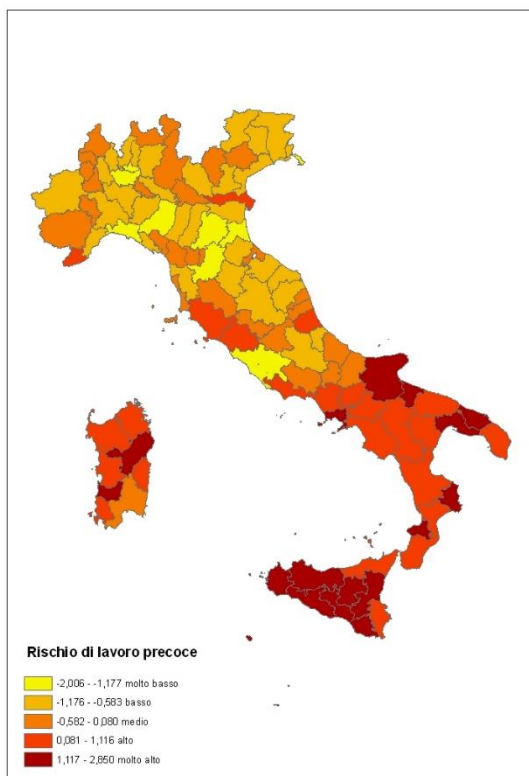 Rischio di lavoro precoce
-2,006 - -1,177 molto basso
-1,176 - -0,583 basso
-0,582 - 0,080 medio
0,081 - 1,116 alto
1,117 - 2,850 molto alto